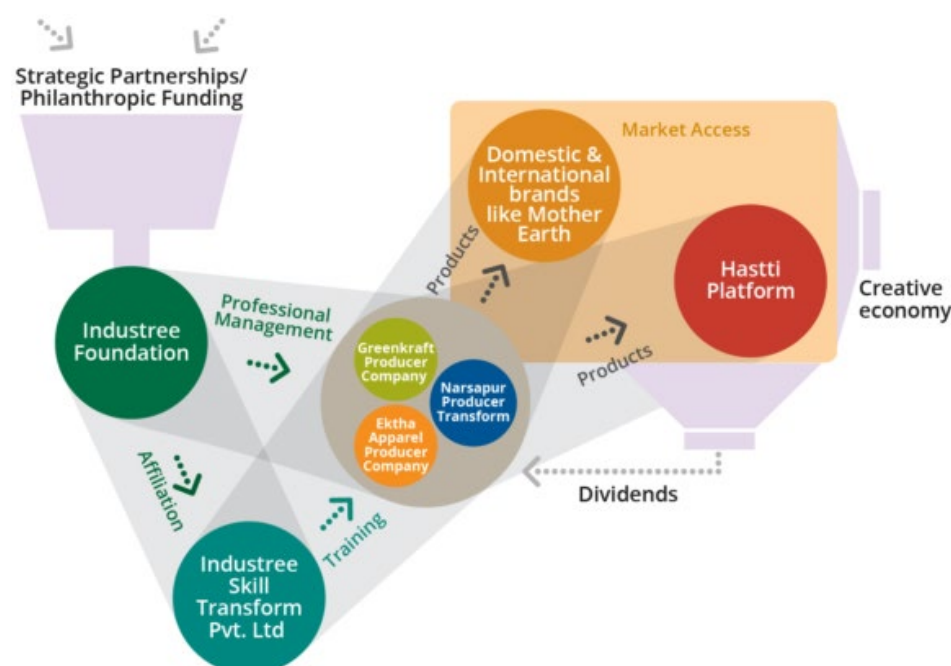 Strategic Partnerships/
Philanthropic Funding
Market Access
Domestic &
International
brands
like Mother
Earth
Products
Hastti
Platform
Creative
economy
Professional
Management
Industree
Foundation
Greenkraft
Producer
Company
Narsapur
Producer
Transform
Ektha
Apparel
Producer
Company
Products
Affiliation
Training
Dividends
Industree
Skill
Transform
Pvt. Ltd